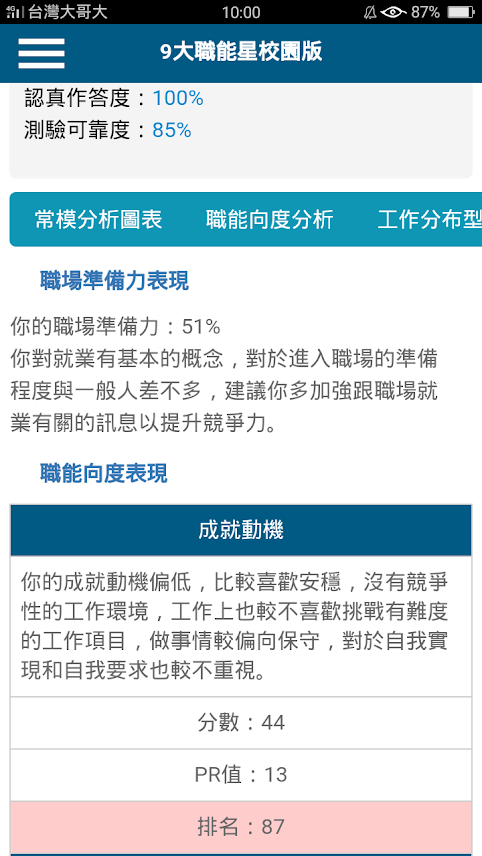 4G 台灣大哥大 10:00 87%
9大職能星校園版
認真作答度：100%
測驗可靠度：85%
常模分析圖表 職能向度分析 工作分布型
職場準備力表現
你的職場準備力：51%
你對就業有基本的概念，對於進入職場的準備
程度與一般人差不多，建議你多加強跟職場就
業有關的訊息以提升競爭力。
職能向度表現
成就動機
你的成就動機偏低，比較喜歡安穩，沒有競爭
性的工作環境，工作上也較不喜歡挑戰有難度
的工作項目，做事情較偏向保守，對於自我實
現和自我要求也較不重視。
分數：44
PR值：13
排名：87